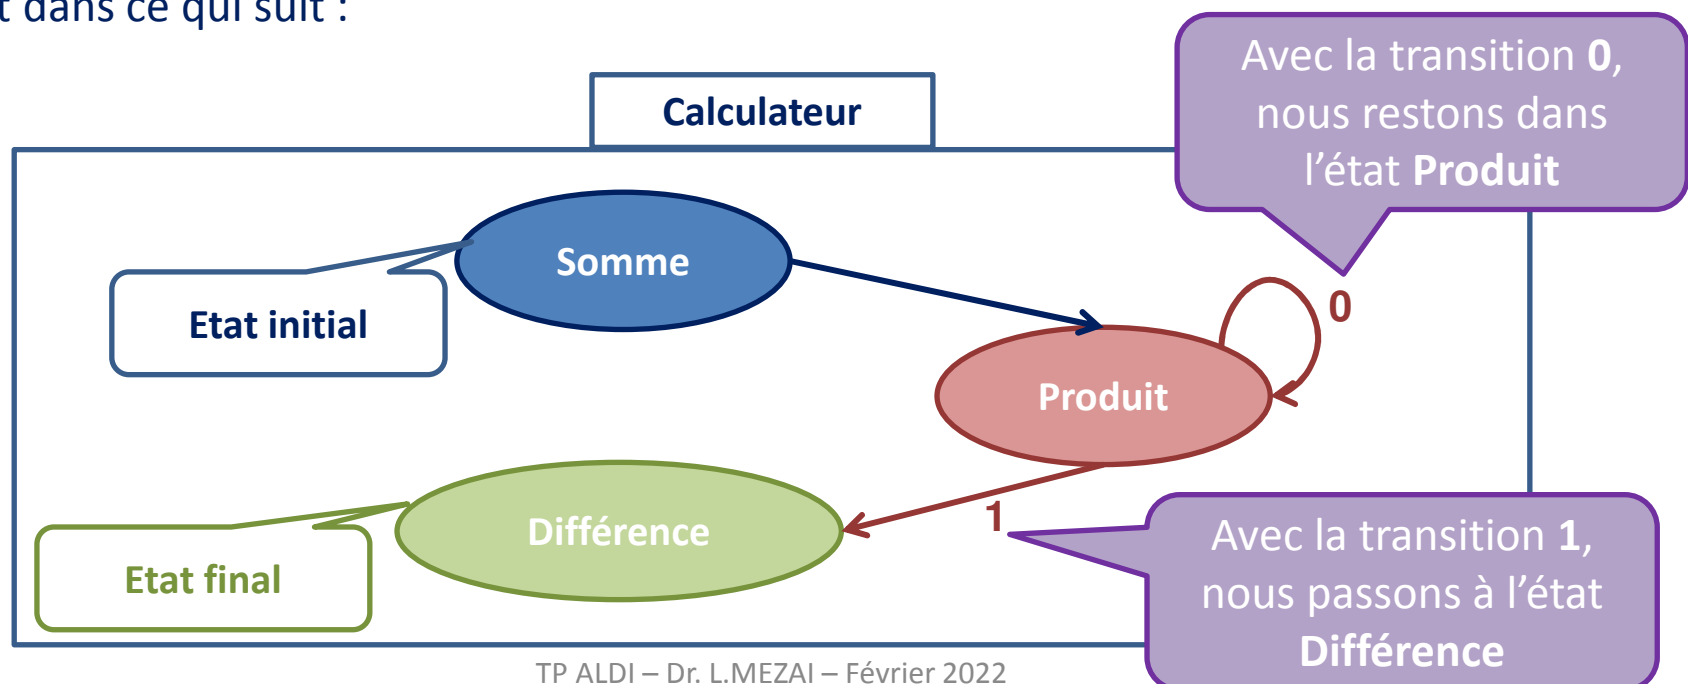 t dans ce qui suit :
Calculateur
Avec la transition 0,
nous restons dans
l'état Produit
Somme
Etat initial
0
Produit
Différence
1
Etat final
Avec la transition 1,
nous passons à l'état
Différence
TP ALDI – Dr. L.MEZAI – Février 2022